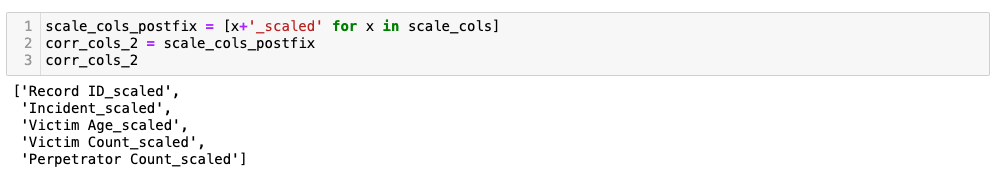 1 scale_cols_postfix = [x+'_scaled' for x in scale_cols]
2 corr_cols_2 = scale_cols_postfix
3 corr_cols_2
['Record ID_scaled',
 'Incident_scaled',
 'Victim Age_scaled',
 'Victim Count_scaled',
 'Perpetrator Count_scaled']